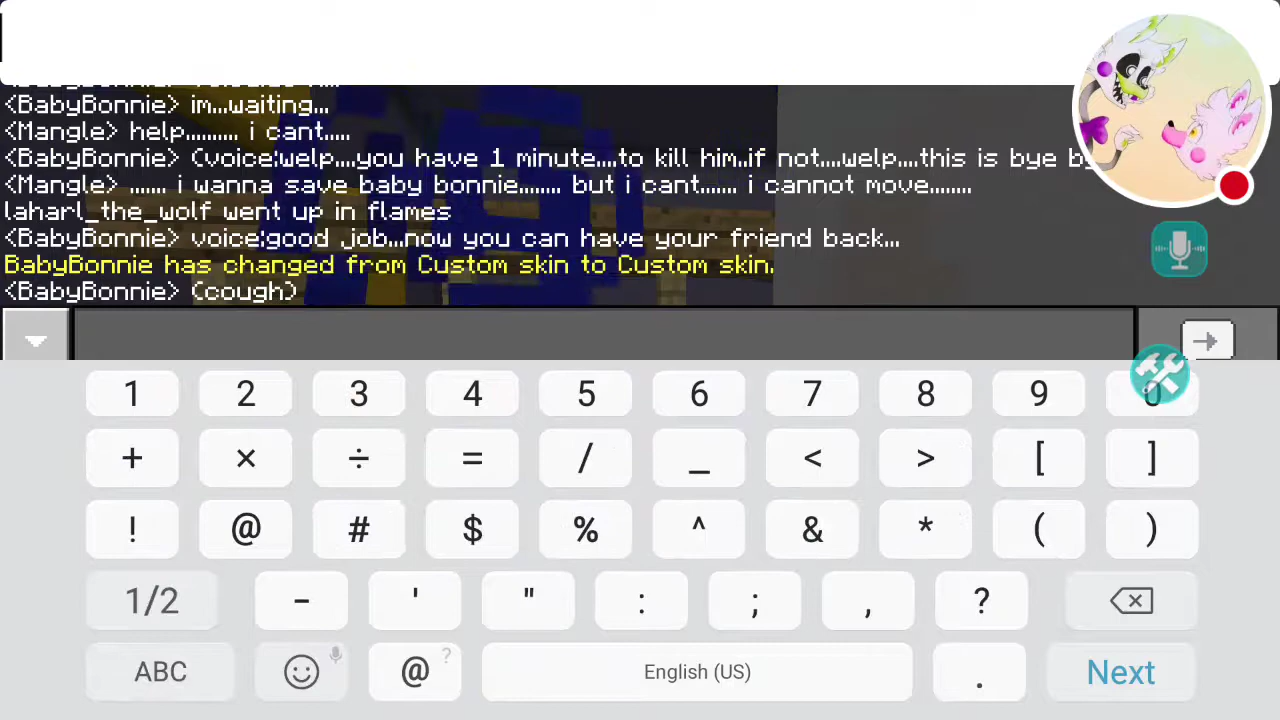 <BabyBonnie> im...waiting...
<Mangle> help......... i cant.....
<BabyBonnie> (voice:welp....you have 1 minute....to kill him..if not....welp....this is bye
<Mangle> ...... i wanna save baby bonnie....... but i cant...... i cannot move.......
laharl_the_wolf went up in flames
<BabyBonnie> voice:good job...now you can have your friend back...
BabyBonnie has changed from Custom skin to Custom skin.
<BabyBonnie> (cough)
1 2 3 4 5 6 7 8 9 0
+ × ÷ = / _ < > [ ]
! @ # $ % ^ & * ( )
1/2 - ' " : ; , ?
ABC @ ? English (US) . Next